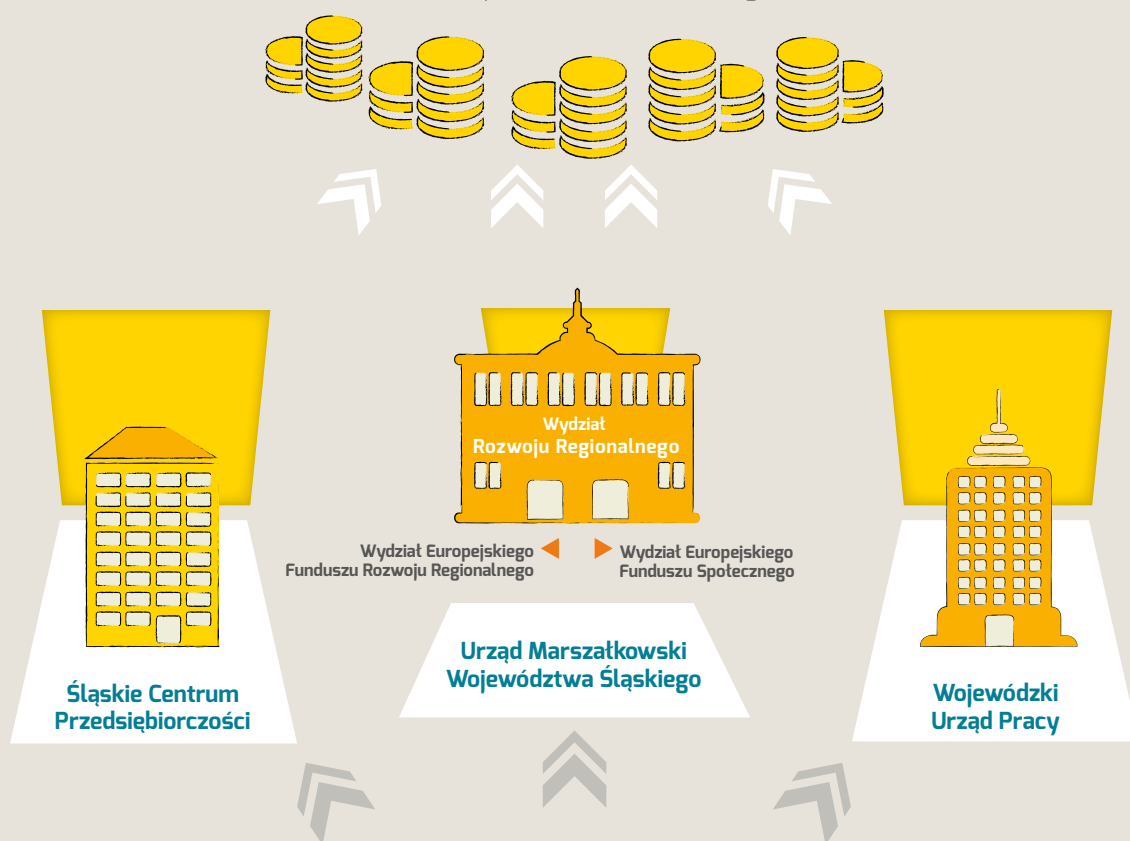 Wydział
Rozwoju Regionalnego
Wydział Europejskiego
Funduszu Rozwoju Regionalnego
Wydział Europejskiego
Funduszu Społecznego
Śląskie Centrum
Przedsiębiorczości
Urząd Marszałkowski
Województwa Śląskiego
Wojewódzki
Urząd Pracy